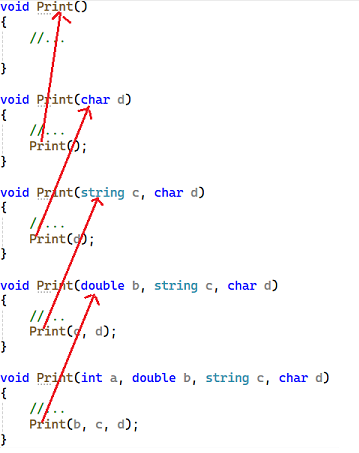 void Print()
{
//...
}
void Print(char d)
{
//...
Print();
}
void Print(string c, char d)
{
//...
Print(d);
}
void Print(double b, string c, char d)
{
//...
Print(c, d);
}
void Print(int a, double b, string c, char d)
{
//...
Print(b, c, d);
}